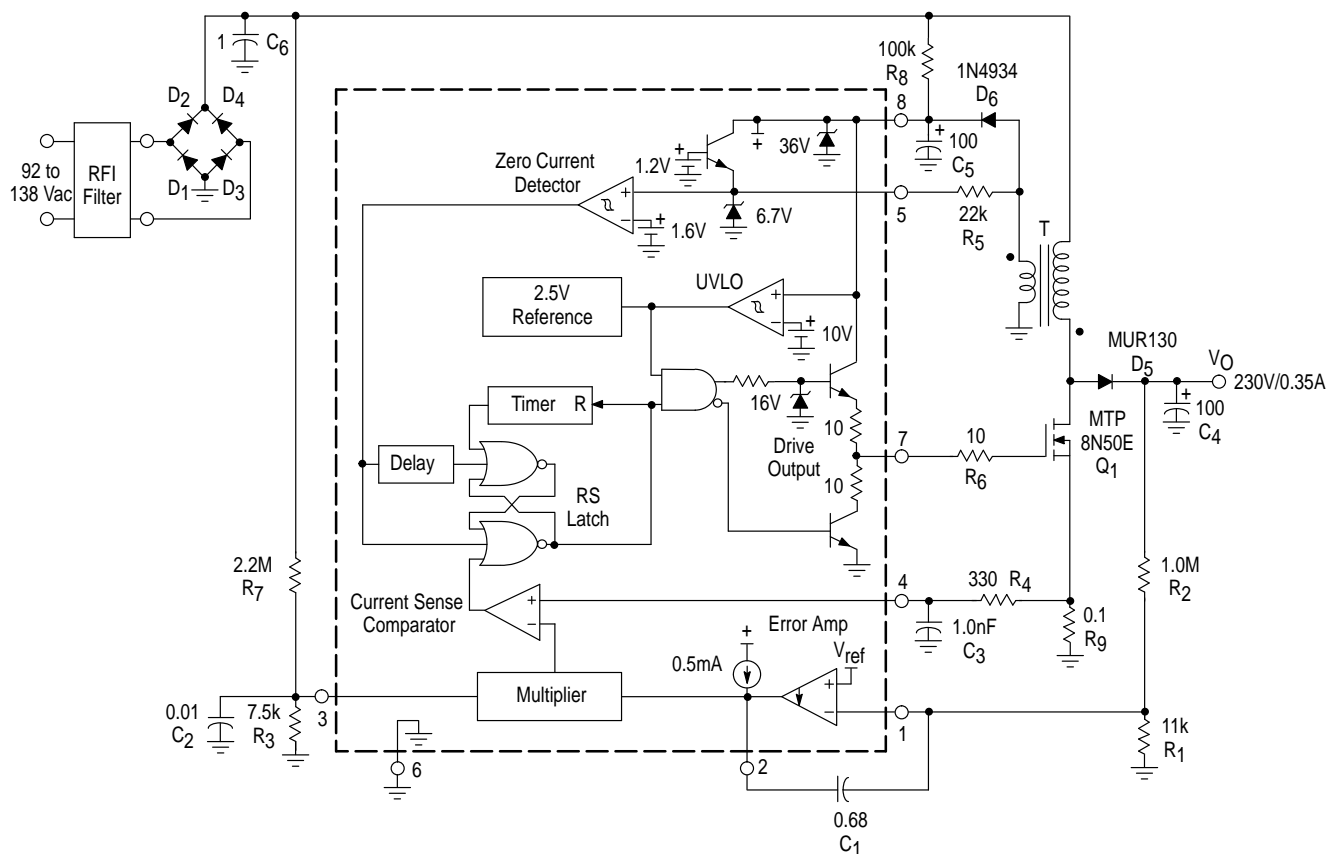 1
C6
100k
R8
1N4934
D6
D2
D4
D1
D3
92 to
138 Vac
RFI
Filter
8
+
100
C5
+
36V
+
1.2V
Zero Current
Detector
+
−
+
1.6V
6.7V
5
22k
R5
T
2.5V
Reference
UVLO
+
−
+
10V
MUR130
D5
VO
230V/0.35A
+
100
C4
Timer
R
16V
10
Drive
Output
10
7
10
R6
MTP
8N50E
Q1
Delay
RS
Latch
2.2M
R7
Current Sense
Comparator
+
−
4
330
R4
1.0nF
C3
0.1
R9
1.0M
R2
Error Amp
+
0.5mA
Vref
+
−
Multiplier
0.01
C2
7.5k
R3
3
6
2
1
11k
R1
0.68
C1